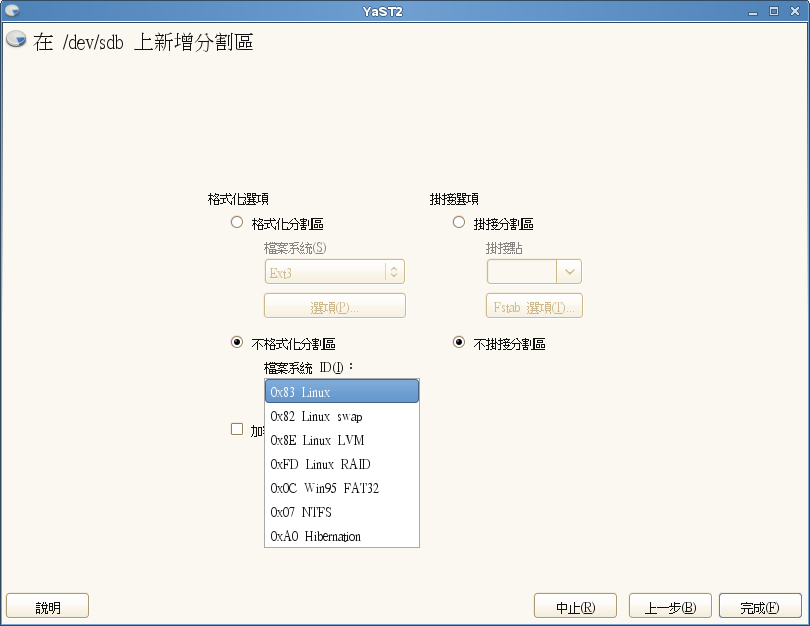 YaST2
在 /dev/sdb 上新增分割區
格式化選項
格式化分割區
檔案系統(S)
Ext3
選項(P)...
不格式化分割區
檔案系統 ID(I)：
0x83 Linux
0x82 Linux swap
0x8E Linux LVM
0xFD Linux RAID
0x0C Win95 FAT32
0x07 NTFS
0xA0 Hibernation
加
掛接選項
掛接分割區
掛接點
Fstab 選項(T)...
不掛接分割區
說明
中止(R)
上一步(B)
完成(F)